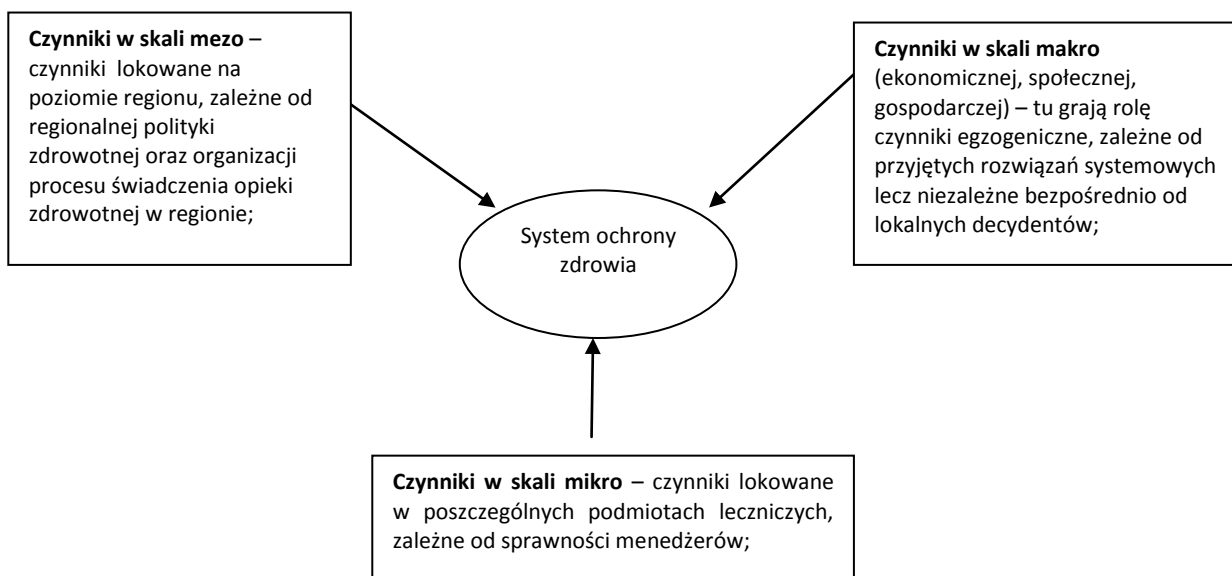 Czynniki w skali mezo –
czynniki lokowane na
poziomie regionu, zależne od
regionalnej polityki
zdrowotnej oraz organizacji
procesu świadczenia opieki
zdrowotnej w regionie;
Czynniki w skali makro
(ekonomicznej, społecznej,
gospodarczej) – tu grają rolę
czynniki egzogeniczne, zależne od
przyjętych rozwiązań systemowych
lecz niezależne bezpośrednio od
lokalnych decydentów;
System ochrony
zdrowia
Czynniki w skali mikro – czynniki lokowane
w poszczególnych podmiotach leczniczych,
zależne od sprawności menedżerów;